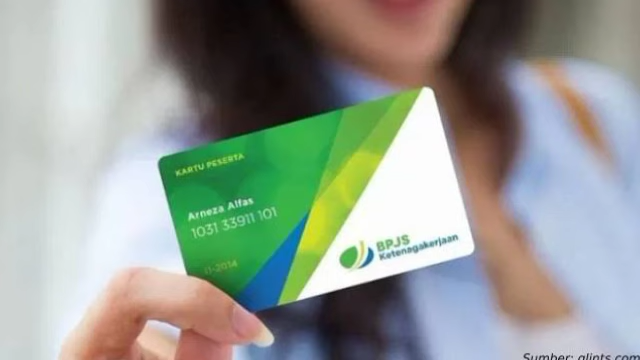 KARTU PESERTA
Arneza Alfas
1031 33911 101
11-2014
BPJS
Ketenagakerjaan
Sumber: glints.com